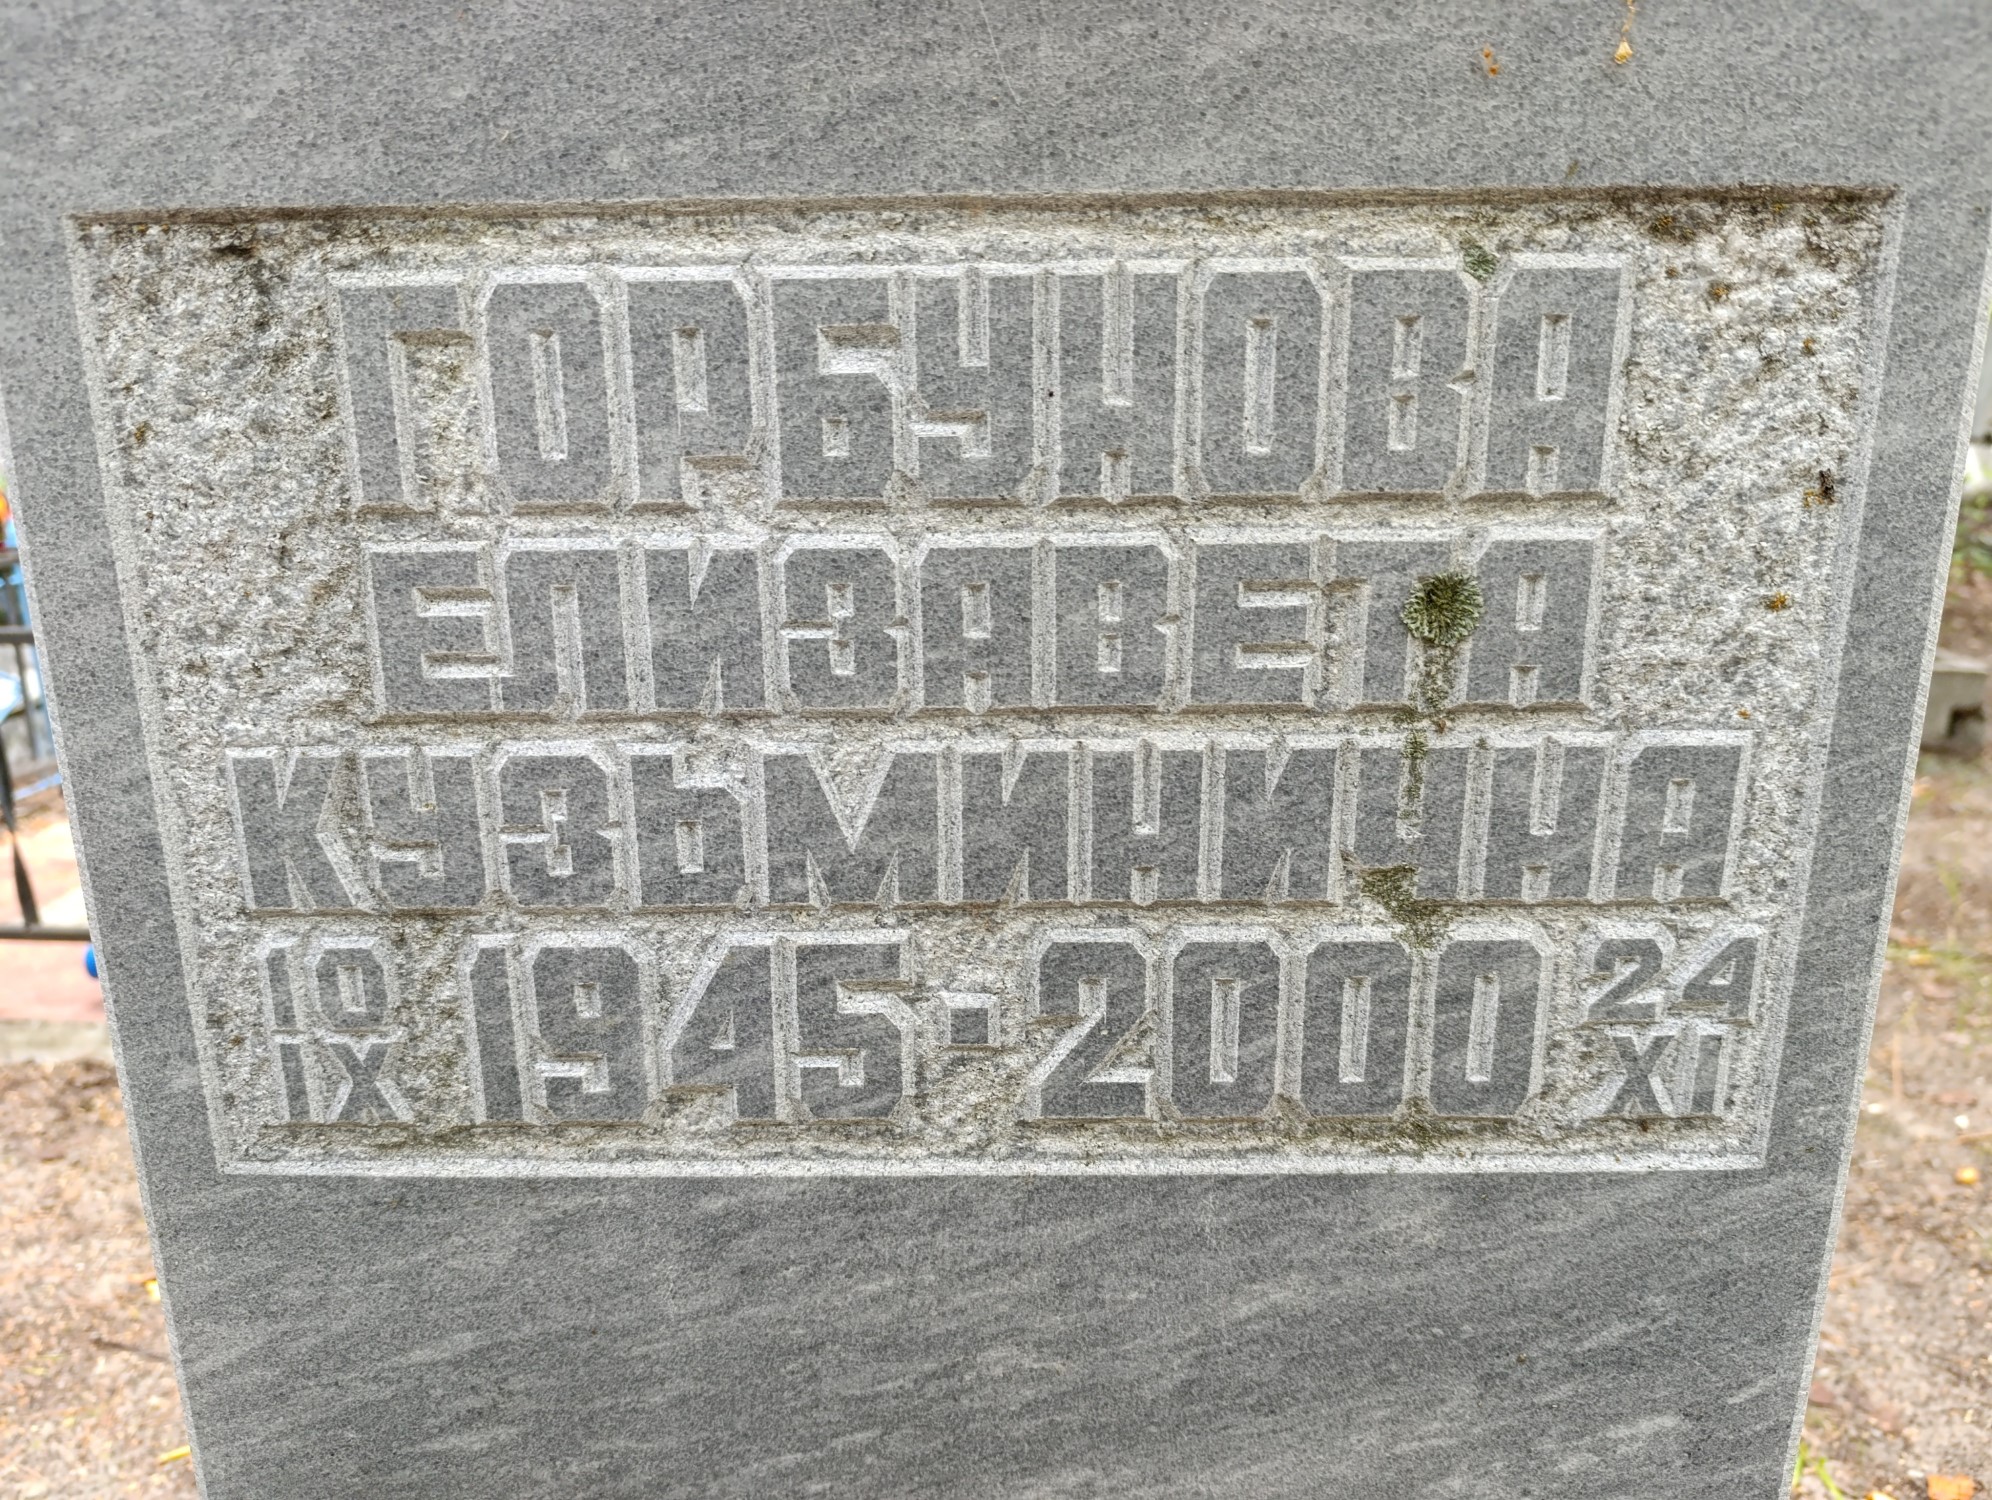 ГОРБУНОВА
ЕЛИЗАВЕТА
КУЗЬМИНИЧНА
10 IX 1945-2000 24 XI